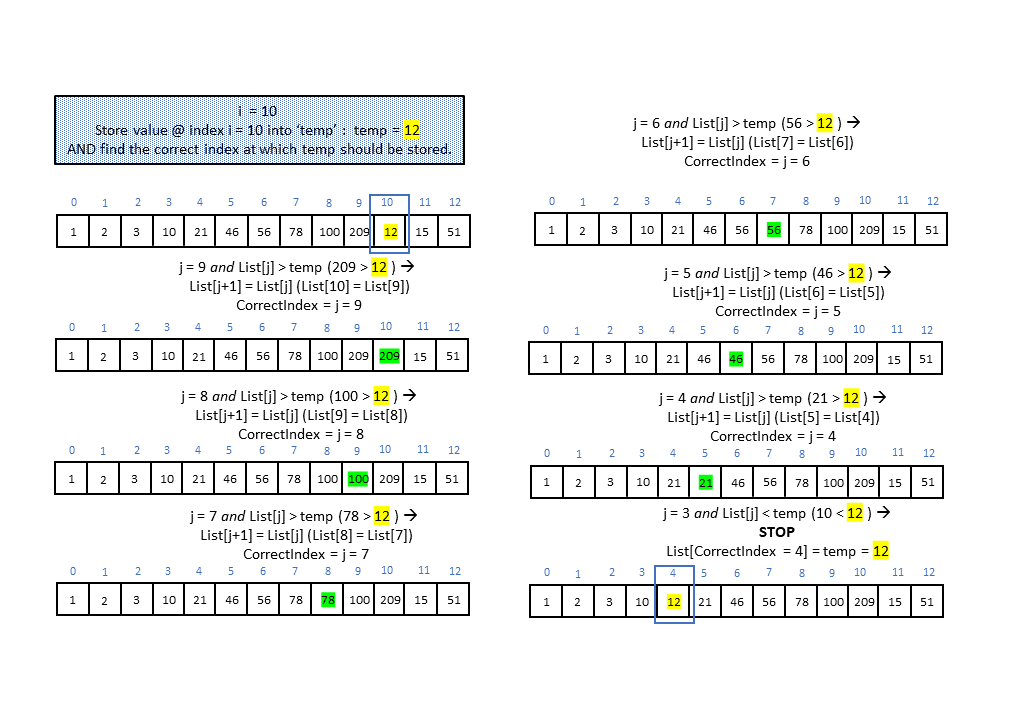 i = 10
Store value @ index i = 10 into ‘temp’ : temp = 12
AND find the correct index at which temp should be stored.
0 1 2 3 4 5 6 7 8 9 10 11 12
1 2 3 10 21 46 56 78 100 209 12 15 51
j = 9 and List[j] > temp (209 > 12 ) →
List[j+1] = List[j] (List[10] = List[9])
CorrectIndex = j = 9
0 1 2 3 4 5 6 7 8 9 10 11 12
1 2 3 10 21 46 56 78 100 209 209 15 51
j = 8 and List[j] > temp (100 > 12 ) →
List[j+1] = List[j] (List[9] = List[8])
CorrectIndex = j = 8
0 1 2 3 4 5 6 7 8 9 10 11 12
1 2 3 10 21 46 56 78 100 100 209 15 51
j = 7 and List[j] > temp (78 > 12 ) →
List[j+1] = List[j] (List[8] = List[7])
CorrectIndex = j = 7
0 1 2 3 4 5 6 7 8 9 10 11 12
1 2 3 10 21 46 56 78 78 100 209 15 51
j = 6 and List[j] > temp (56 > 12 ) →
List[j+1] = List[j] (List[7] = List[6])
CorrectIndex = j = 6
0 1 2 3 4 5 6 7 8 9 10 11 12
1 2 3 10 21 46 56 56 78 100 209 15 51
j = 5 and List[j] > temp (46 > 12 ) →
List[j+1] = List[j] (List[6] = List[5])
CorrectIndex = j = 5
0 1 2 3 4 5 6 7 8 9 10 11 12
1 2 3 10 21 46 46 56 78 100 209 15 51
j = 4 and List[j] > temp (21 > 12 ) →
List[j+1] = List[j] (List[5] = List[4])
CorrectIndex = j = 4
0 1 2 3 4 5 6 7 8 9 10 11 12
1 2 3 10 21 21 46 56 78 100 209 15 51
j = 3 and List[j] < temp (10 < 12 ) →
STOP
List[CorrectIndex = 4] = temp = 12
0 1 2 3 4 5 6 7 8 9 10 11 12
1 2 3 10 12 21 46 56 78 100 209 15 51